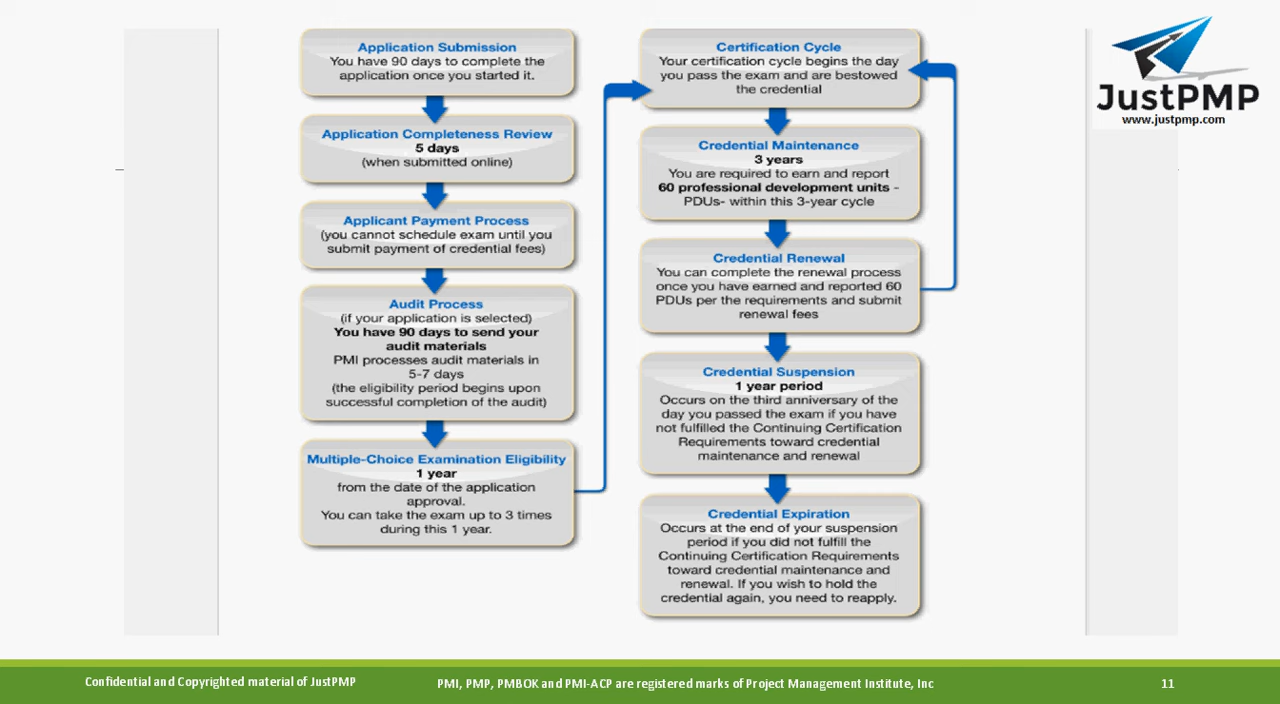 Application Submission
You have 90 days to complete the
application once you started it.
Application Completeness Review
5 days
(when submitted online)
Applicant Payment Process
(you cannot schedule exam until you
submit payment of credential fees)
Audit Process
(if your application is selected)
You have 90 days to send your
audit materials
PMI processes audit materials in
5-7 days
(the eligibility period begins upon
successful completion of the audit)
Multiple-Choice Examination Eligibility
1 year
from the date of the application
approval.
You can take the exam up to 3 times
during this 1 year.
Certification Cycle
Your certification cycle begins the day
you pass the exam and are bestowed
the credential
Credential Maintenance
3 years
You are required to earn and report
60 professional development units -
PDUs- within this 3-year cycle
Credential Renewal
You can complete the renewal process
once you have earned and reported 60
PDUs per the requirements and submit
renewal fees
Credential Suspension
1 year period
Occurs on the third anniversary of the
day you passed the exam if you have
not fulfilled the Continuing Certification
Requirements toward credential
maintenance and renewal
Credential Expiration
Occurs at the end of your suspension
period if you did not fulfill the
Continuing Certification Requirements
toward credential maintenance and
renewal. If you wish to hold the
credential again, you need to reapply.
JustPMP
www.justpmp.com
Confidential and Copyrighted material of JustPMP
PMI, PMP, PMBOK and PMI-ACP are registered marks of Project Management Institute, Inc
11